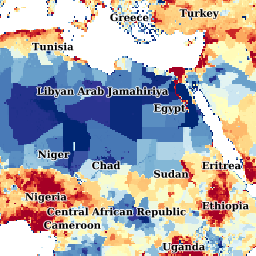 Greece
Turkey
Tunisia
Libyan Arab Jamahiriya
Egypt
Niger
Chad
Sudan
Eritrea
Nigeria
Central African Republic
Ethiopia
Cameroon
Uganda